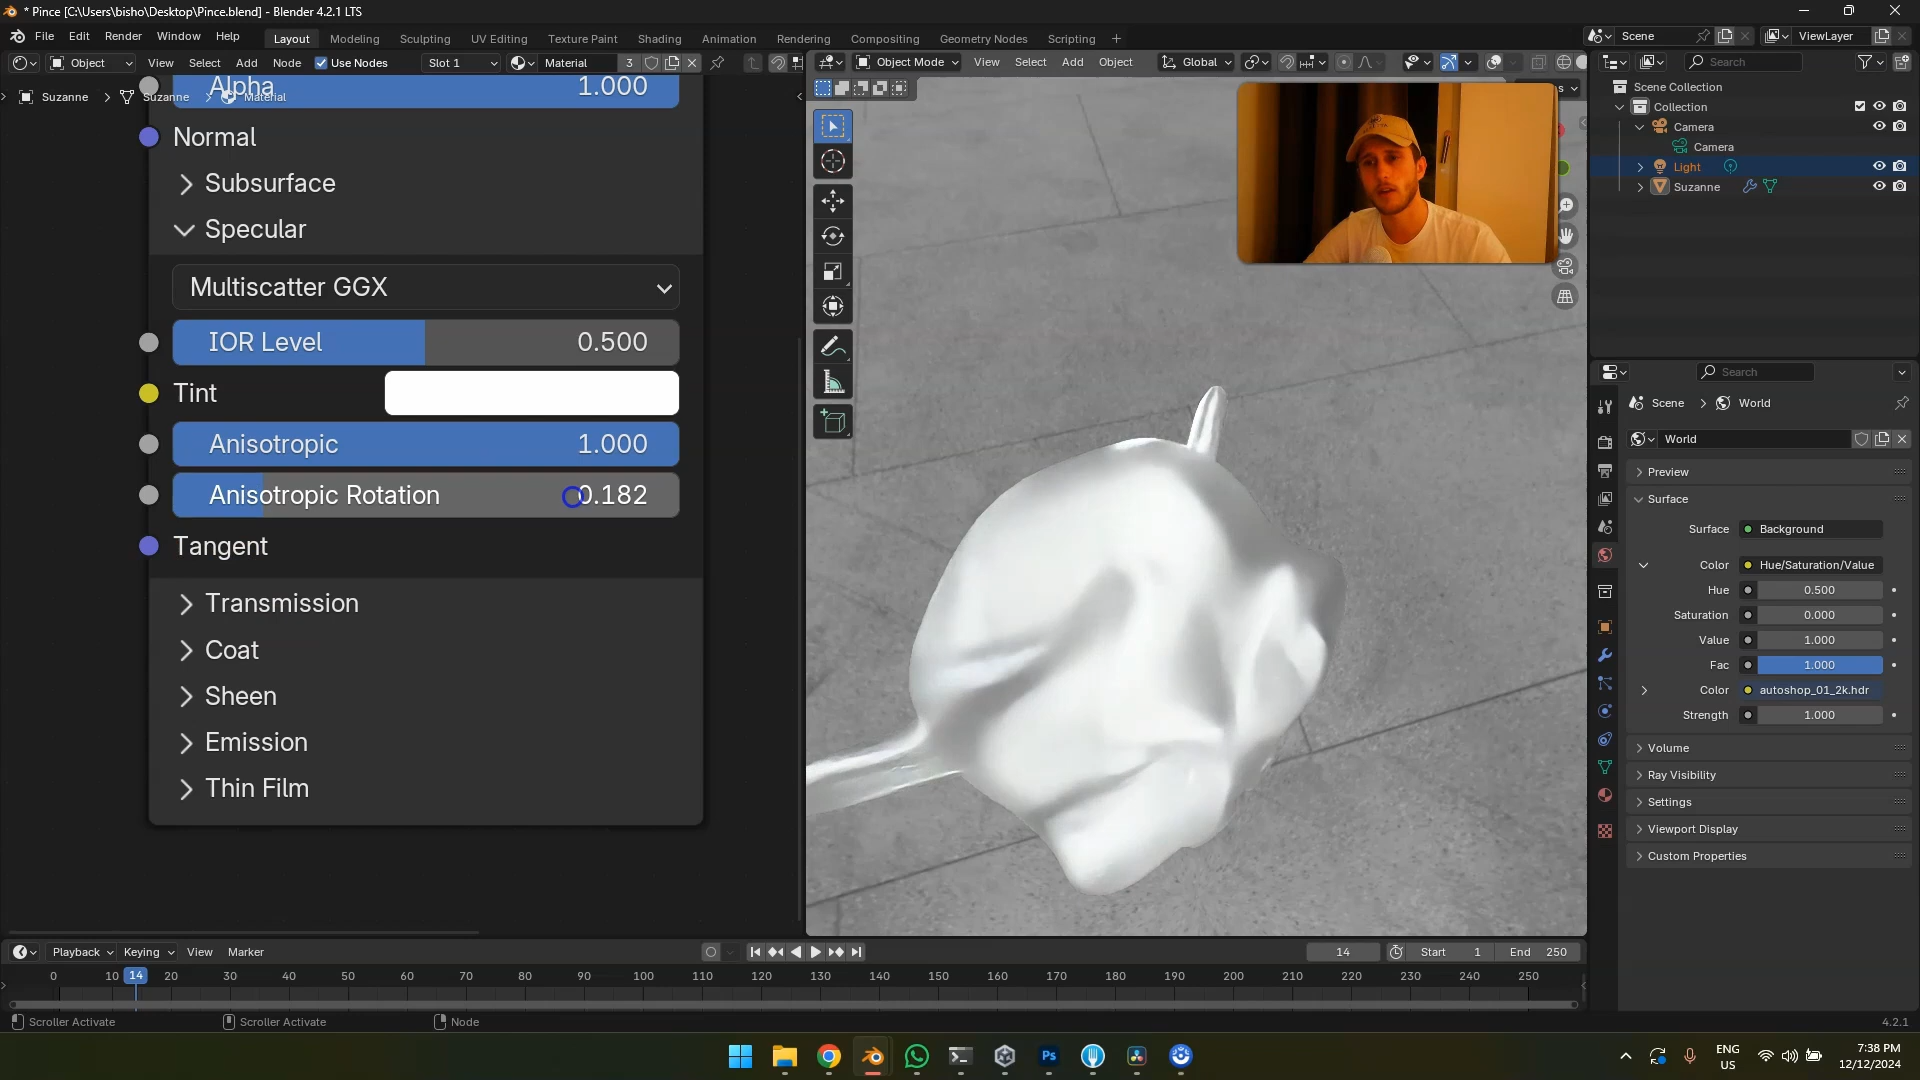 * Pince [C:\Users\bisho\Desktop\Pince.blend] - Blender 4.2.1 LTS
File Edit Render Window Help Layout Modeling Sculpting UV Editing Texture Paint Shading Animation Rendering Compositing Geometry Nodes Scripting +
Scene ViewLayer
Object View Select Add Node Use Nodes Slot 1 Material 3
Object Mode View Select Add Object Global
Search
Alpha 1.000
Suzanne > Suzanne > Material
Normal
Subsurface
Specular
Multiscatter GGX
IOR Level 0.500
Tint
Anisotropic 1.000
Anisotropic Rotation 0.182
Tangent
Transmission
Coat
Sheen
Emission
Thin Film
Scene Collection
Collection
Camera
Camera
Light
Suzanne
Search
Scene > World
World
Preview
Surface
Surface Background
Color Hue/Saturation/Value
Hue 0.500
Saturation 0.000
Value 1.000
Fac 1.000
Color autoshop_01_2k.hdr
Strength 1.000
Volume
Ray Visibility
Settings
Viewport Display
Custom Properties
Playback Keying View Marker 14 Start 1 End 250
0 10 14 20 30 40 50 60 70 80 90 100 110 120 130 140 150 160 170 180 190 200 210 220 230 240 250
Scroller Activate Scroller Activate Node 4.2.1
ENG
US
7:38 PM
12/12/2024